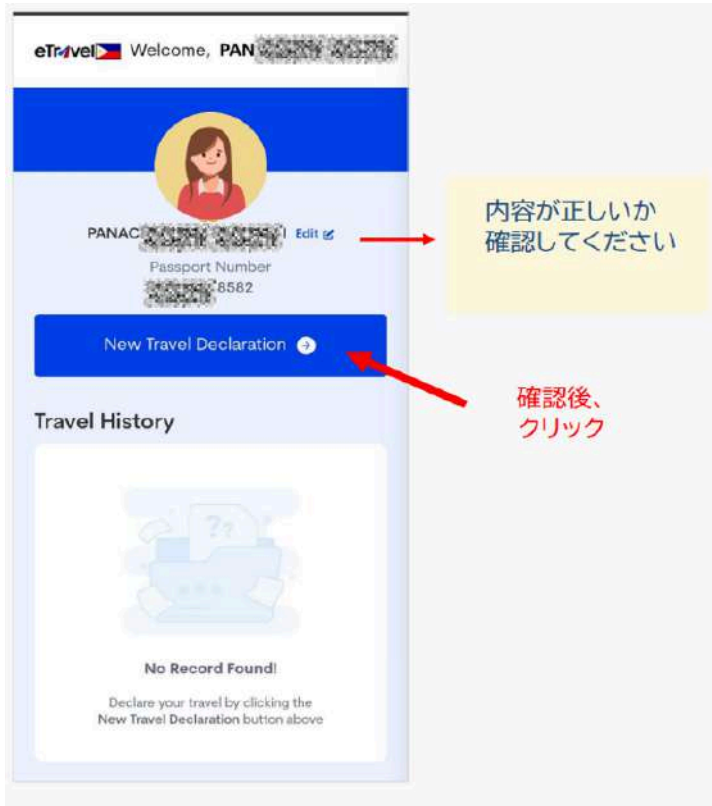 eTravel Welcome, PAN
PANAC
Edit
Passport Number
8582
New Travel Declaration
Travel History
??
No Record Found!
Declare your travel by clicking the
New Travel Declaration button above
内容が正しいか
確認してください
確認後、
クリック